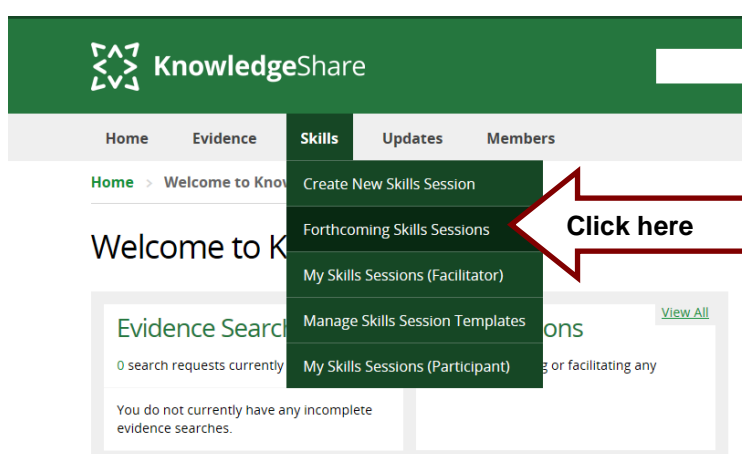 KnowledgeShare
Home Evidence Skills Updates Members
Home > Welcome to Know
Create New Skills Session
Forthcoming Skills Sessions
Click here
Welcome to K
My Skills Sessions (Facilitator)
Manage Skills Session Templates
My Skills Sessions (Participant)
Evidence Search
ons
View All
0 search requests currently
g or facilitating any
You do not currently have any incomplete
evidence searches.